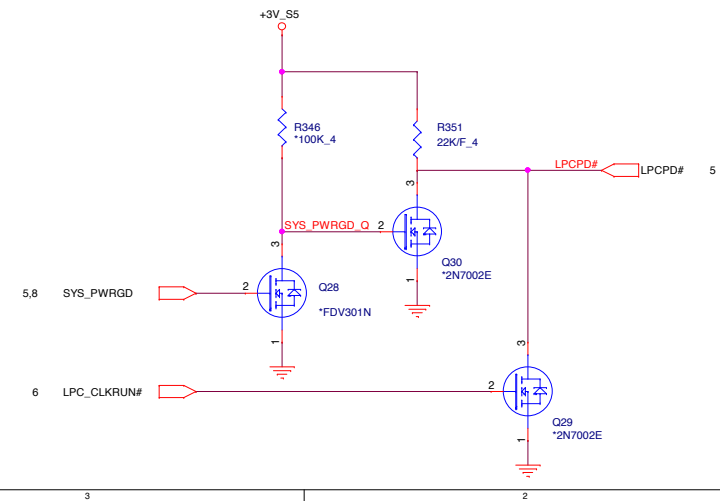 +3V_S5
R346
*100K_4
R351
22K/F_4
3
LPCPD#
LPCPD# 5
SYS_PWRGD_Q 2
3
Q30
*2N7002E
1
5,8 SYS_PWRGD
2
Q28
*FDV301N
1
3
6 LPC_CLKRUN#
2
Q29
*2N7002E
1
3 2